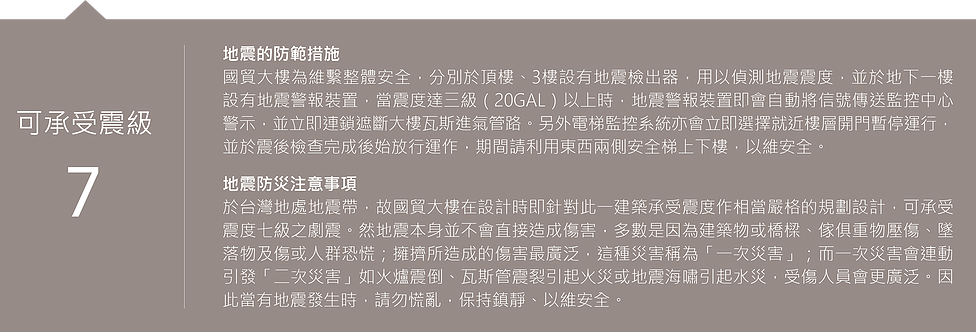 可承受震級
7
地震的防範措施
國貿大樓為維繫整體安全，分別於頂樓、3樓設有地震檢出器，用以偵測地震震度，並於地下一樓
設有地震警報裝置，當震度達三級（20GAL）以上時，地震警報裝置即會自動將信號傳送監控中心
警示，並立即連鎖遮斷大樓瓦斯進氣管路。另外電梯監控系統亦會立即選擇就近樓層開門暫停運行，
並於震後檢查完成後始放行運作，期間請利用東西兩側安全梯上下樓，以維安全。
地震防災注意事項
於台灣地處地震帶，故國貿大樓在設計時即針對此一建築承受震度作相當嚴格的規劃設計，可承受
震度七級之劇震。然地震本身並不會直接造成傷害，多數是因為建築物或橋樑、傢俱重物壓傷、墜
落物及傷或人群恐慌；擁擠所造成的傷害最廣泛，這種災害稱為「一次災害」；而一次災害會連動
引發「二次災害」如火爐震倒、瓦斯管震裂引起火災或地震海嘯引起水災，受傷人員會更廣泛。因
此當有地震發生時，請勿慌亂，保持鎮靜、以維安全。